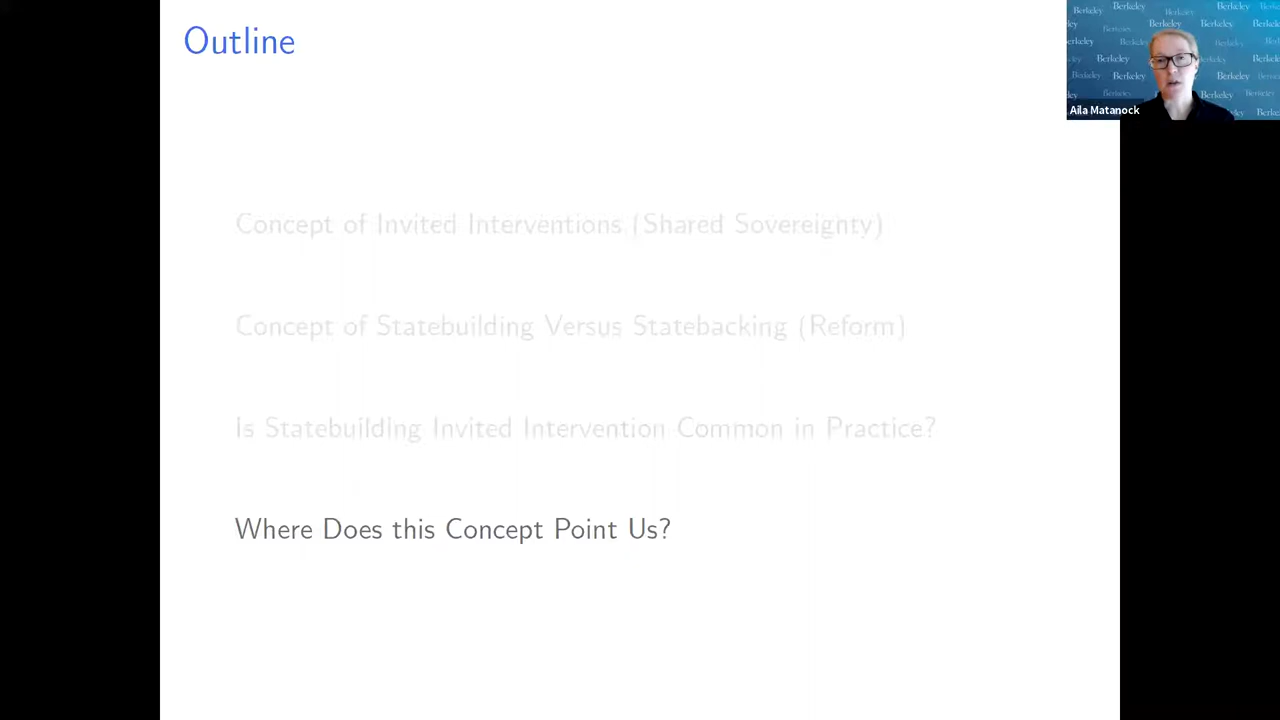 Outline
Aila Matanock
Berkeley
Concept of Invited Interventions (Shared Sovereignty)
Concept of Statebuilding Versus Statebacking (Reform)
Is Statebuilding Invited Intervention Common in Practice?
Where Does this Concept Point Us?